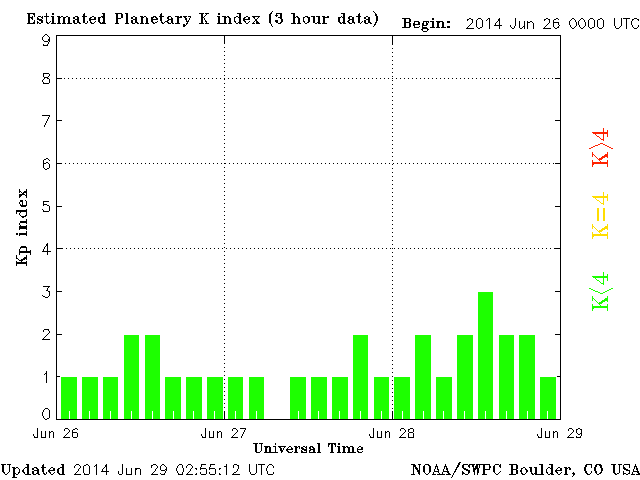 Estimated Planetary K index (3 hour data) Begin: 2014 Jun 26 0000 UTC
9
8
7
6
5
4
3
2
1
0
Kp index
K>4
K=4
K<4
Jun 26 Jun 27 Jun 28 Jun 29
Universal Time
Updated 2014 Jun 29 02:55:12 UTC NOAA/SWPC Boulder, CO USA